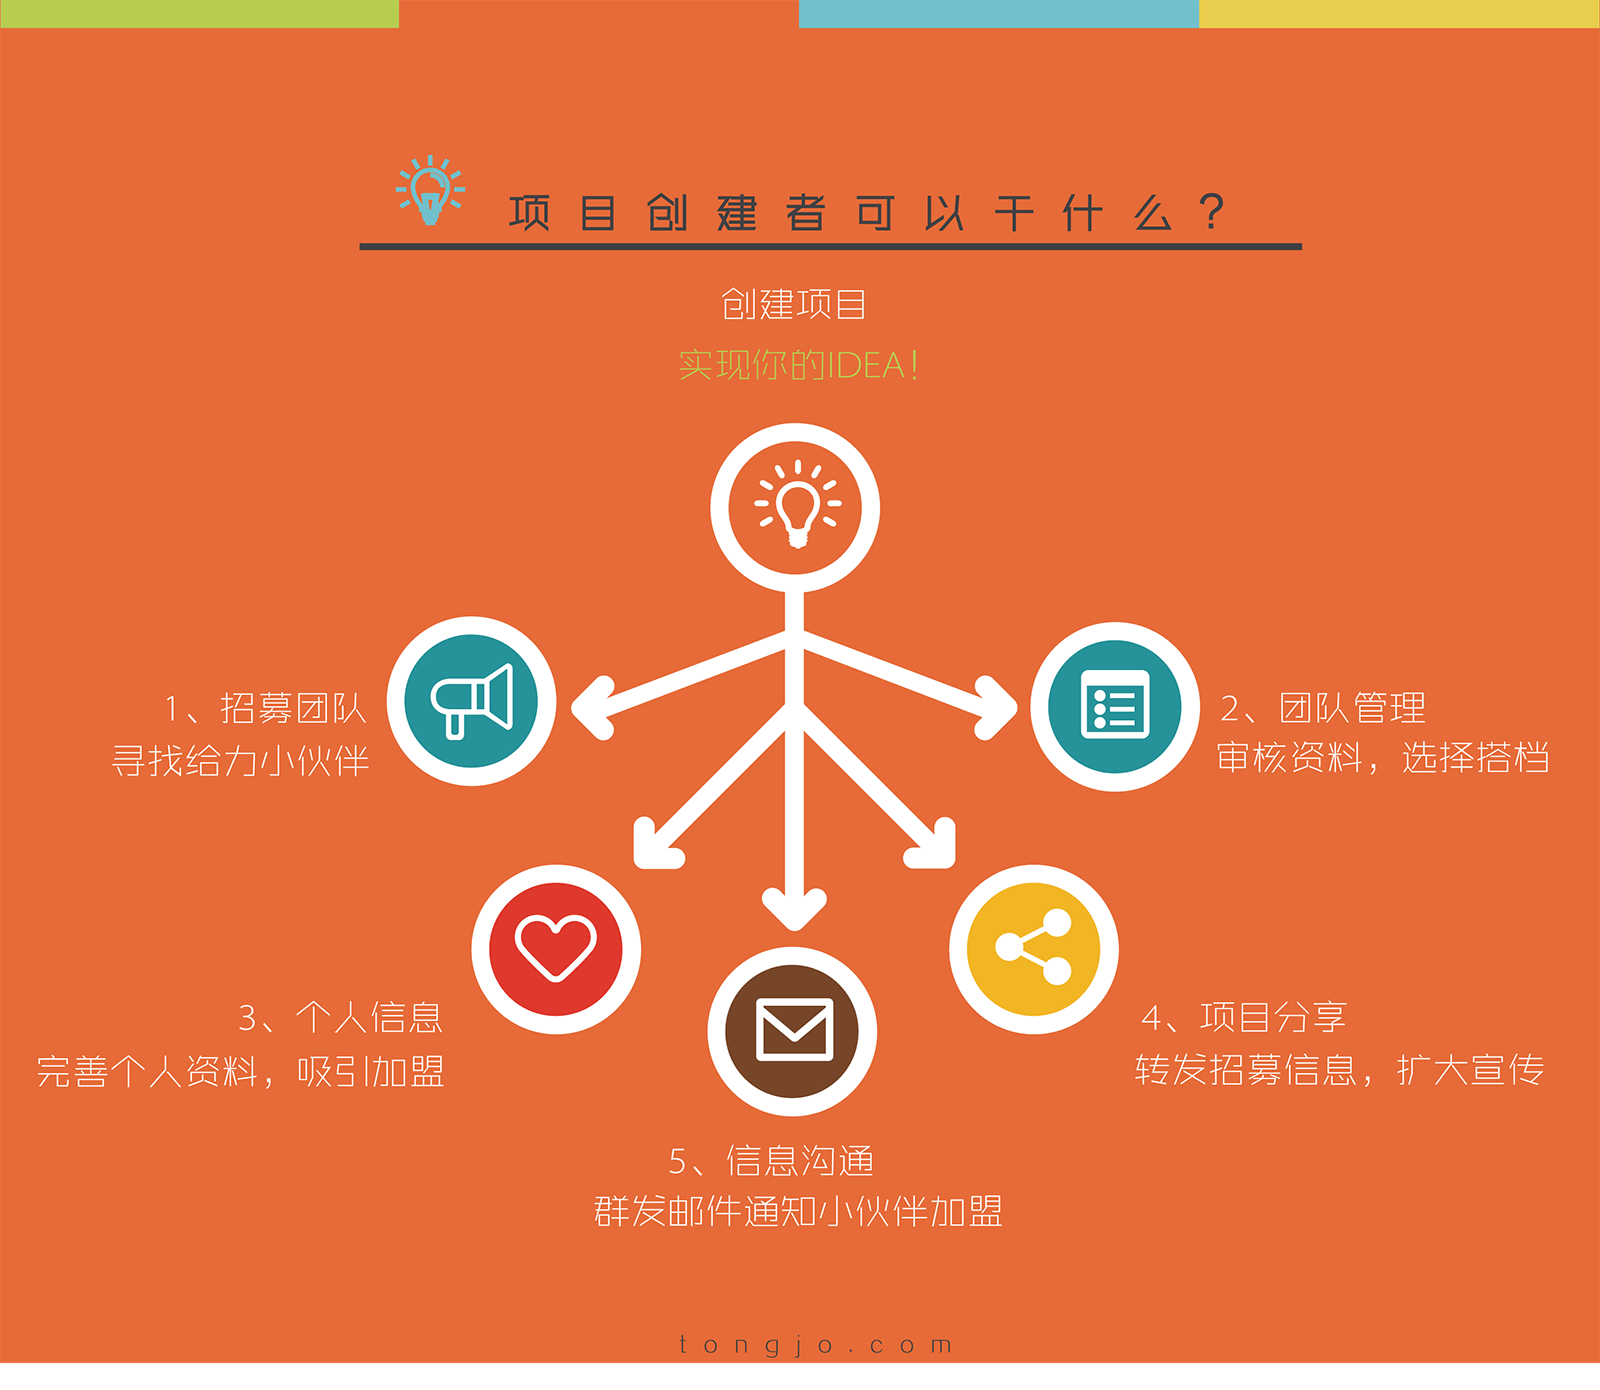 项目创建者可以干什么？
创建项目
实现你的IDEA！
1、招募团队
寻找给力小伙伴
2、团队管理
审核资料，选择搭档
3、个人信息
完善个人资料，吸引加盟
4、项目分享
转发招募信息，扩大宣传
5、信息沟通
群发邮件通知小伙伴加盟
tongjo.com